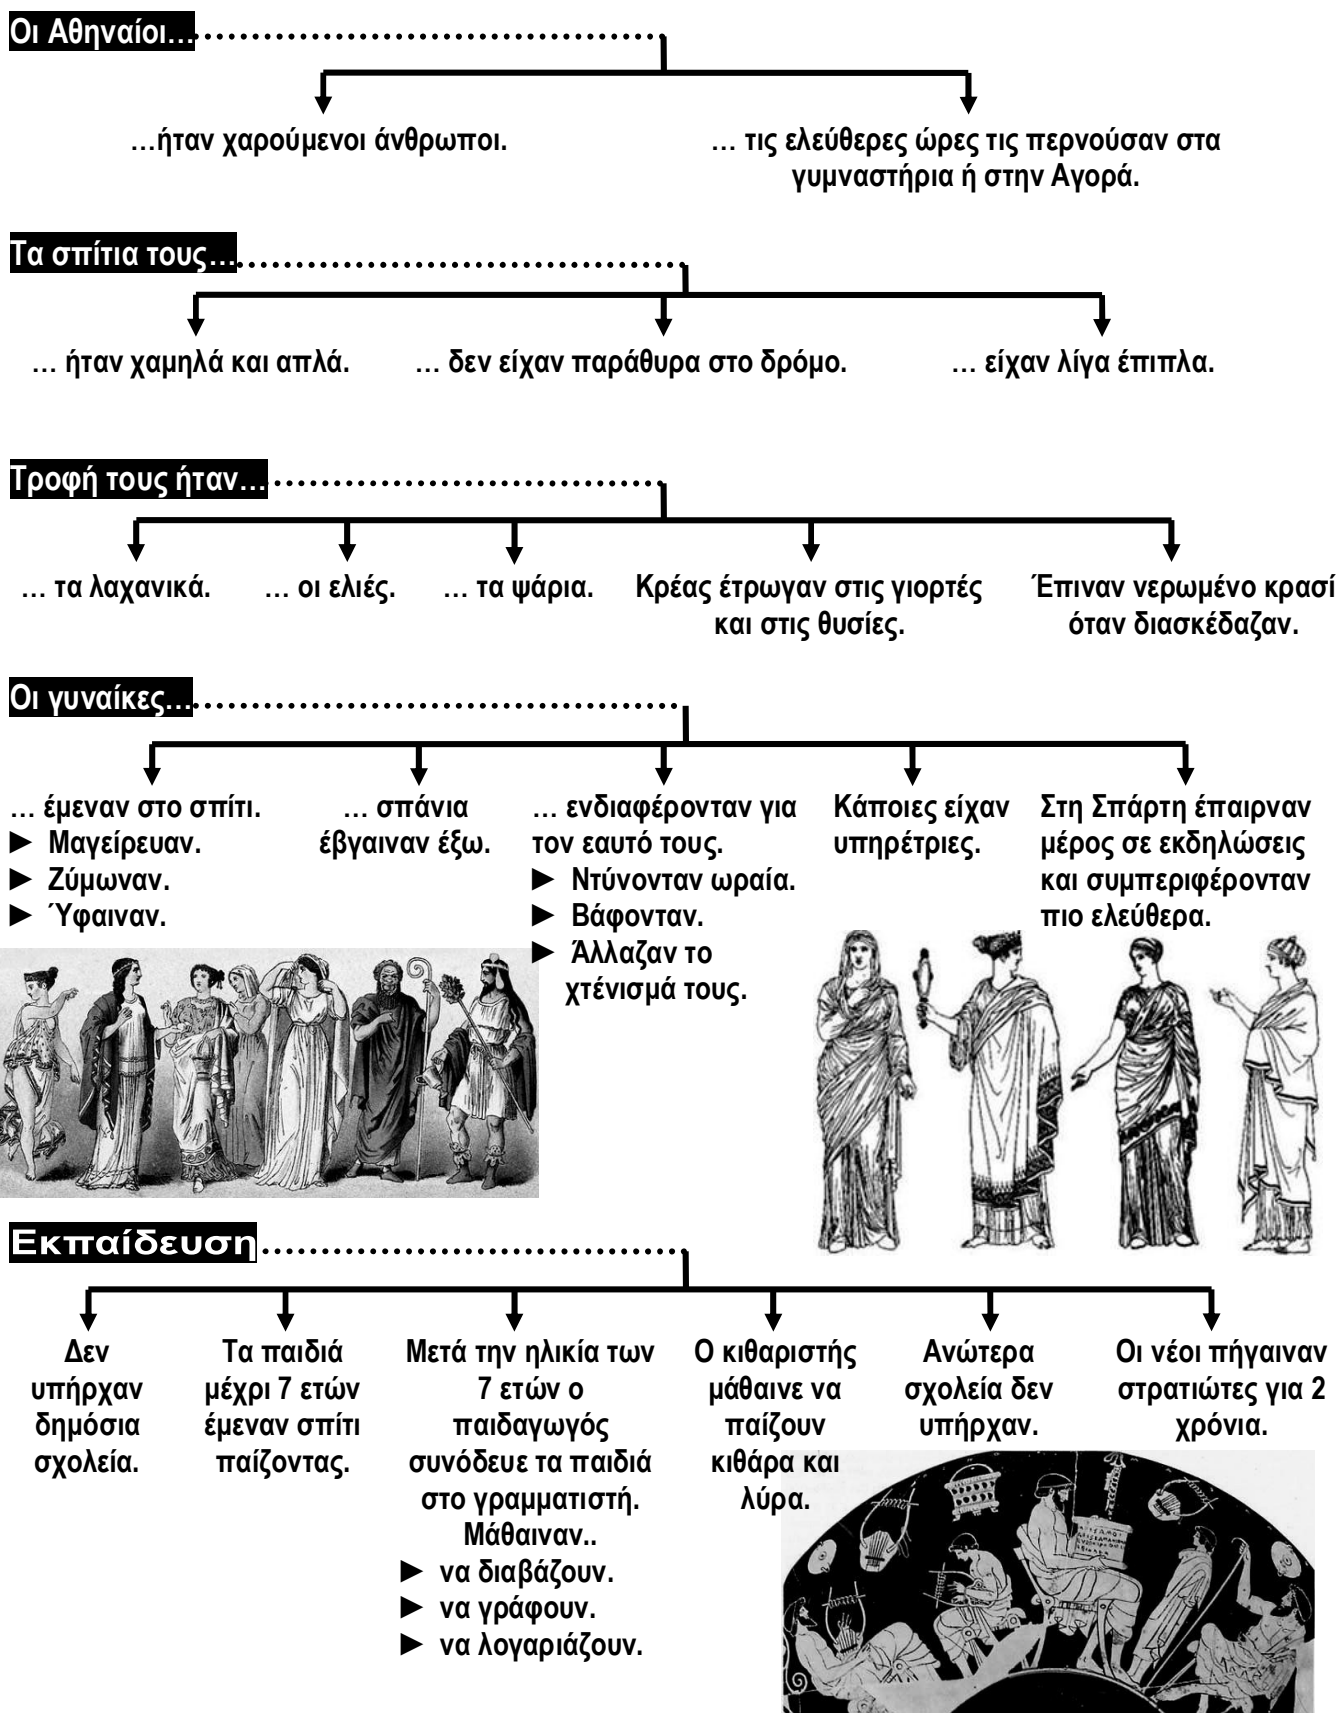 Οι Αθηναίοι…
…ήταν χαρούμενοι άνθρωποι.
… τις ελεύθερες ώρες τις περνούσαν στα
γυμναστήρια ή στην Αγορά.
Τα σπίτια τους…
… ήταν χαμηλά και απλά.
… δεν είχαν παράθυρα στο δρόμο.
… είχαν λίγα έπιπλα.
Τροφή τους ήταν…
… τα λαχανικά.
… οι ελιές.
… τα ψάρια.
Κρέας έτρωγαν στις γιορτές
και στις θυσίες.
Έπιναν νερωμένο κρασί
όταν διασκέδαζαν.
Οι γυναίκες…
… έμεναν στο σπίτι.
► Μαγείρευαν.
► Ζύμωναν.
► Ύφαιναν.
… σπάνια
έβγαιναν έξω.
… ενδιαφέρονταν για
τον εαυτό τους.
► Ντύνονταν ωραία.
► Βάφονταν.
► Άλλαζαν το
χτένισμά τους.
Κάποιες είχαν
υπηρέτριες.
Στη Σπάρτη έπαιρναν
μέρος σε εκδηλώσεις
και συμπεριφέρονταν
πιο ελεύθερα.
Εκπαίδευση
Δεν
υπήρχαν
δημόσια
σχολεία.
Τα παιδιά
μέχρι 7 ετών
έμεναν σπίτι
παίζοντας.
Μετά την ηλικία των
7 ετών ο
παιδαγωγός
συνόδευε τα παιδιά
στο γραμματιστή.
Μάθαιναν..
► να διαβάζουν.
► να γράφουν.
► να λογαριάζουν.
Ο κιθαριστής
μάθαινε να
παίζουν
κιθάρα και
λύρα.
Ανώτερα
σχολεία δεν
υπήρχαν.
Οι νέοι πήγαιναν
στρατιώτες για 2
χρόνια.